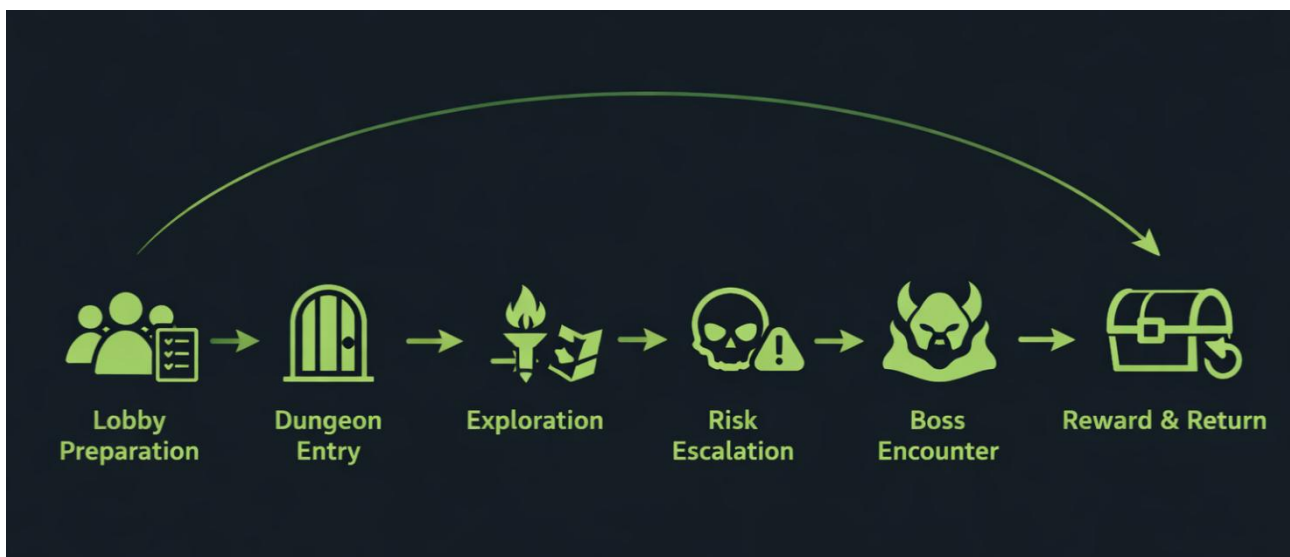 Lobby
Preparation
Dungeon
Entry
Exploration
Risk
Escalation
Boss
Encounter
Reward & Return